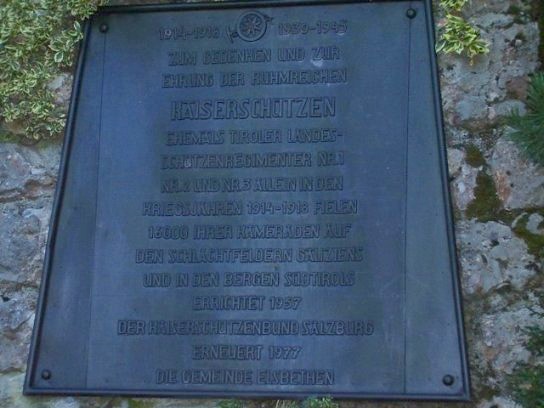 1914-1918 1939-1945
ZUM GEDENKEN UND ZUR
EHRUNG DER RUHMREICHEN
KAISERSCHÜTZEN
EHEMALS TIROLER LANDES-
SCHÜTZENREGIMENTER NR.1
NR.2 UND NR.3 ALLEIN IN DEN
KRIEGSJAHREN 1914-1918 FIELEN
16000 IHRER KAMERADEN AUF
DEN SCHLACHTFELDERN GALIZIENS
UND IN DEN BERGEN SÜDTIROLS
ERRICHTET 1957
DER KAISERSCHÜTZENBUND SALZBURG
ERNEUERT 1977
DIE GEMEINDE ELSBETHEN